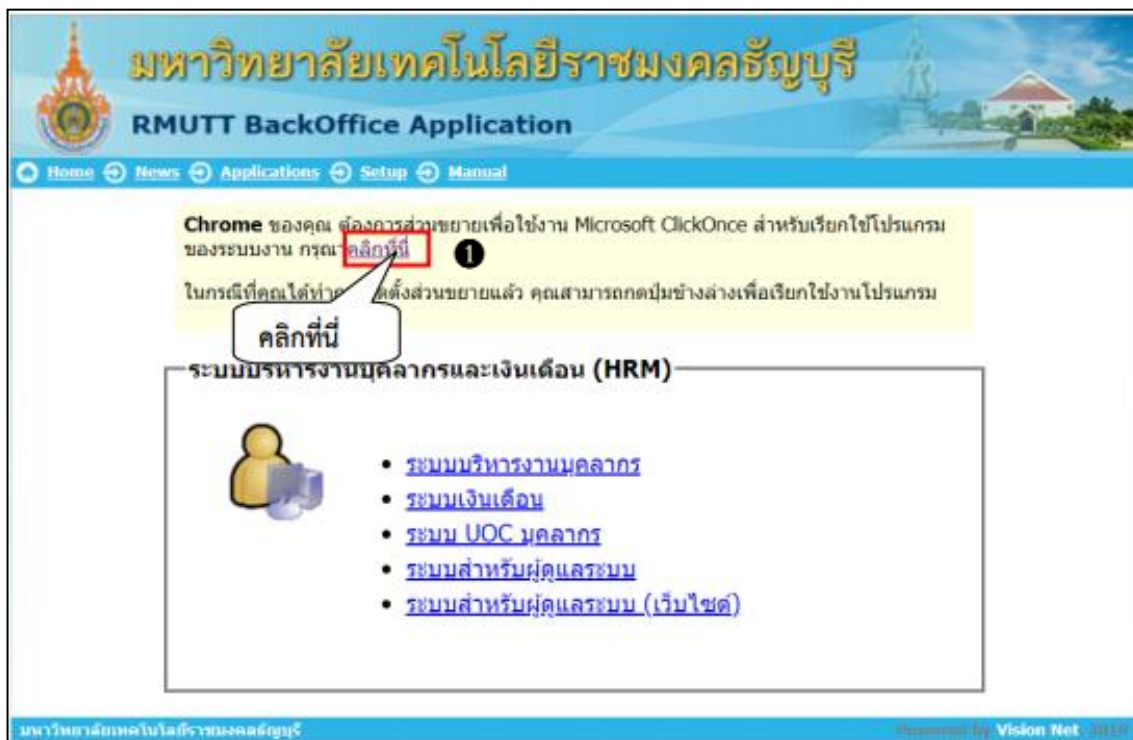 มหาวิทยาลัยเทคโนโลยีราชมงคลธัญบุรี
RMUTT BackOffice Application
Home News Applications Setup Manual
Chrome ของคุณ ต้องการส่วนขยายเพื่อใช้งาน Microsoft ClickOnce สำหรับเรียกใช้โปรแกรม
ของระบบงาน กรุณาคลิกที่นี่ ❶
ในกรณีที่คุณได้ทำ ติดตั้งส่วนขยายแล้ว คุณสามารถกดปุ่มข้างล่างเพื่อเรียกใช้งานโปรแกรม
คลิกที่นี่
ระบบบริหารงานบุคลากรและเงินเดือน (HRM)
• ระบบบริหารงานบุคลากร
• ระบบเงินเดือน
• ระบบ UOC บุคลากร
• ระบบสำหรับผู้ดูแลระบบ
• ระบบสำหรับผู้ดูแลระบบ (เว็บไซต์)
มหาวิทยาลัยเทคโนโลยีราชมงคลธัญบุรี Powered by Vision Net, 2019